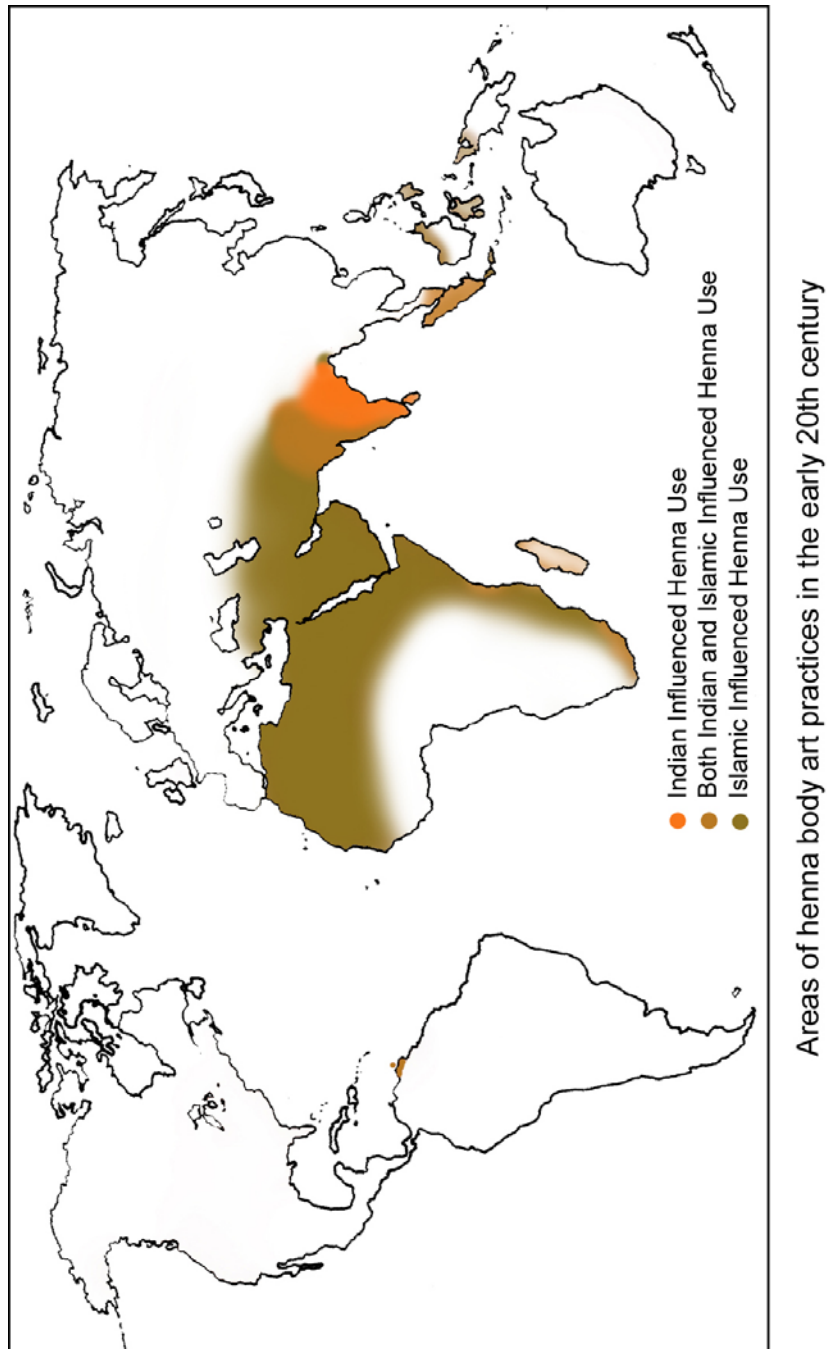 Indian Influenced Henna Use
Both Indian and Islamic Influenced Henna Use
Islamic Influenced Henna Use
Areas of henna body art practices in the early 20th century